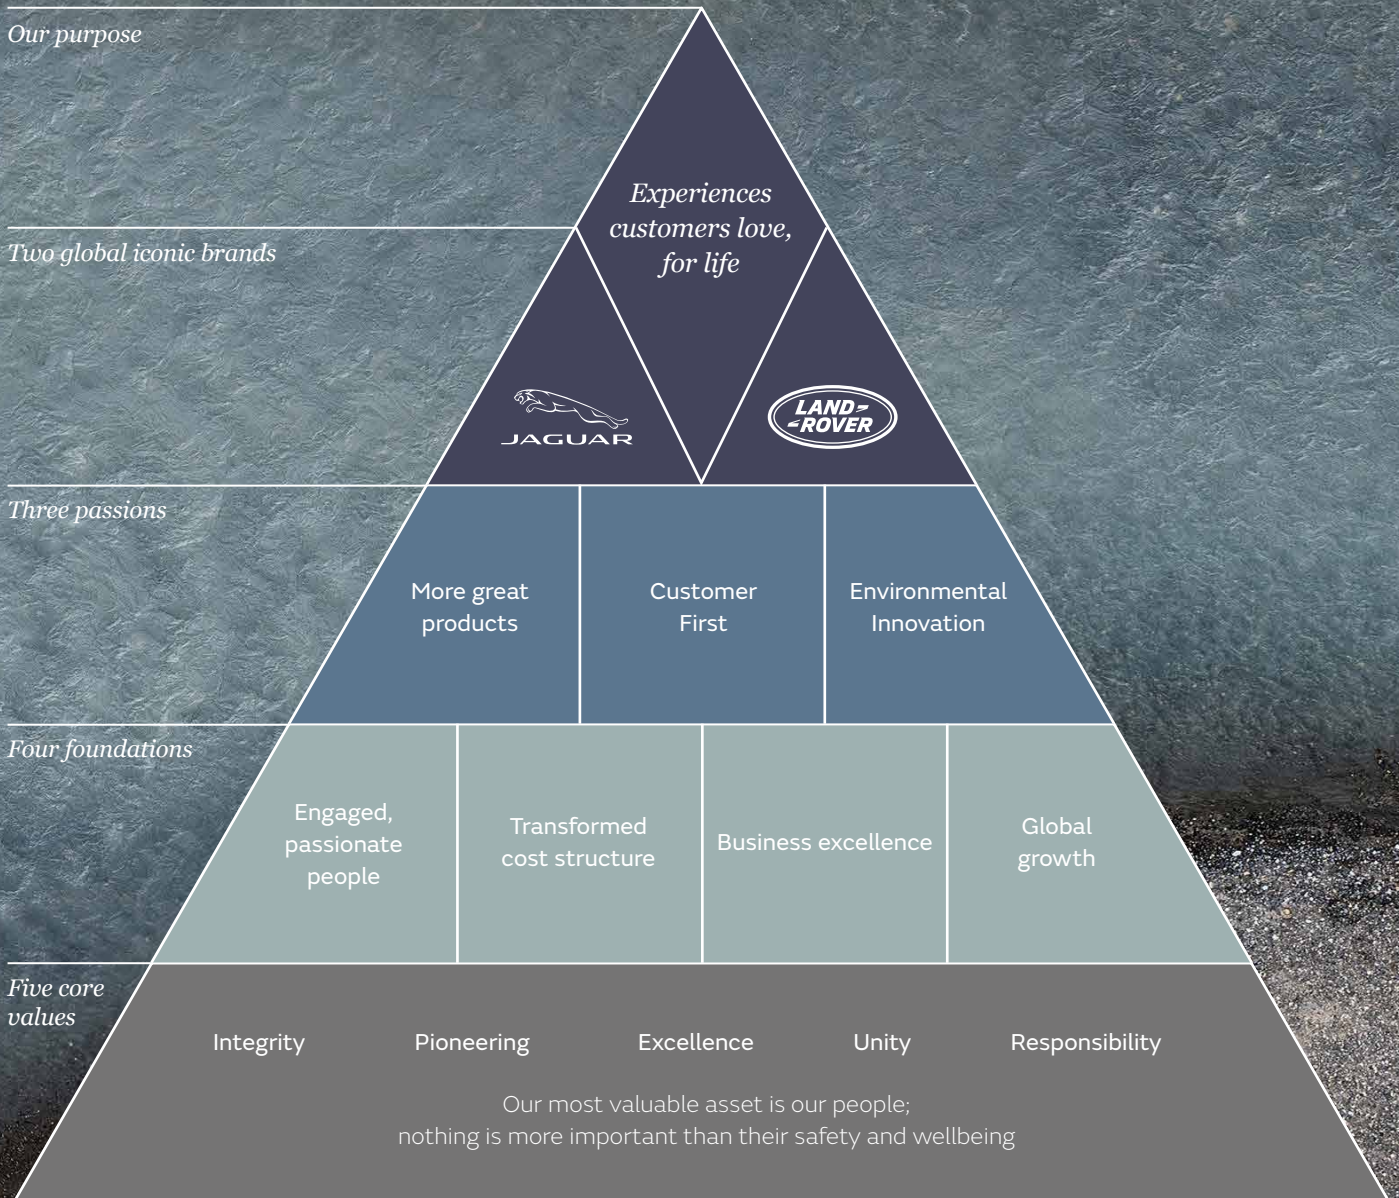 Our purpose
Experiences
customers love,
for life
Two global iconic brands
JAGUAR
LAND
ROVER
Three passions
More great
products
Customer
First
Environmental
Innovation
Four foundations
Engaged,
passionate
people
Transformed
cost structure
Business excellence
Global
growth
Five core
values
Integrity
Pioneering
Excellence
Unity
Responsibility
Our most valuable asset is our people;
nothing is more important than their safety and wellbeing